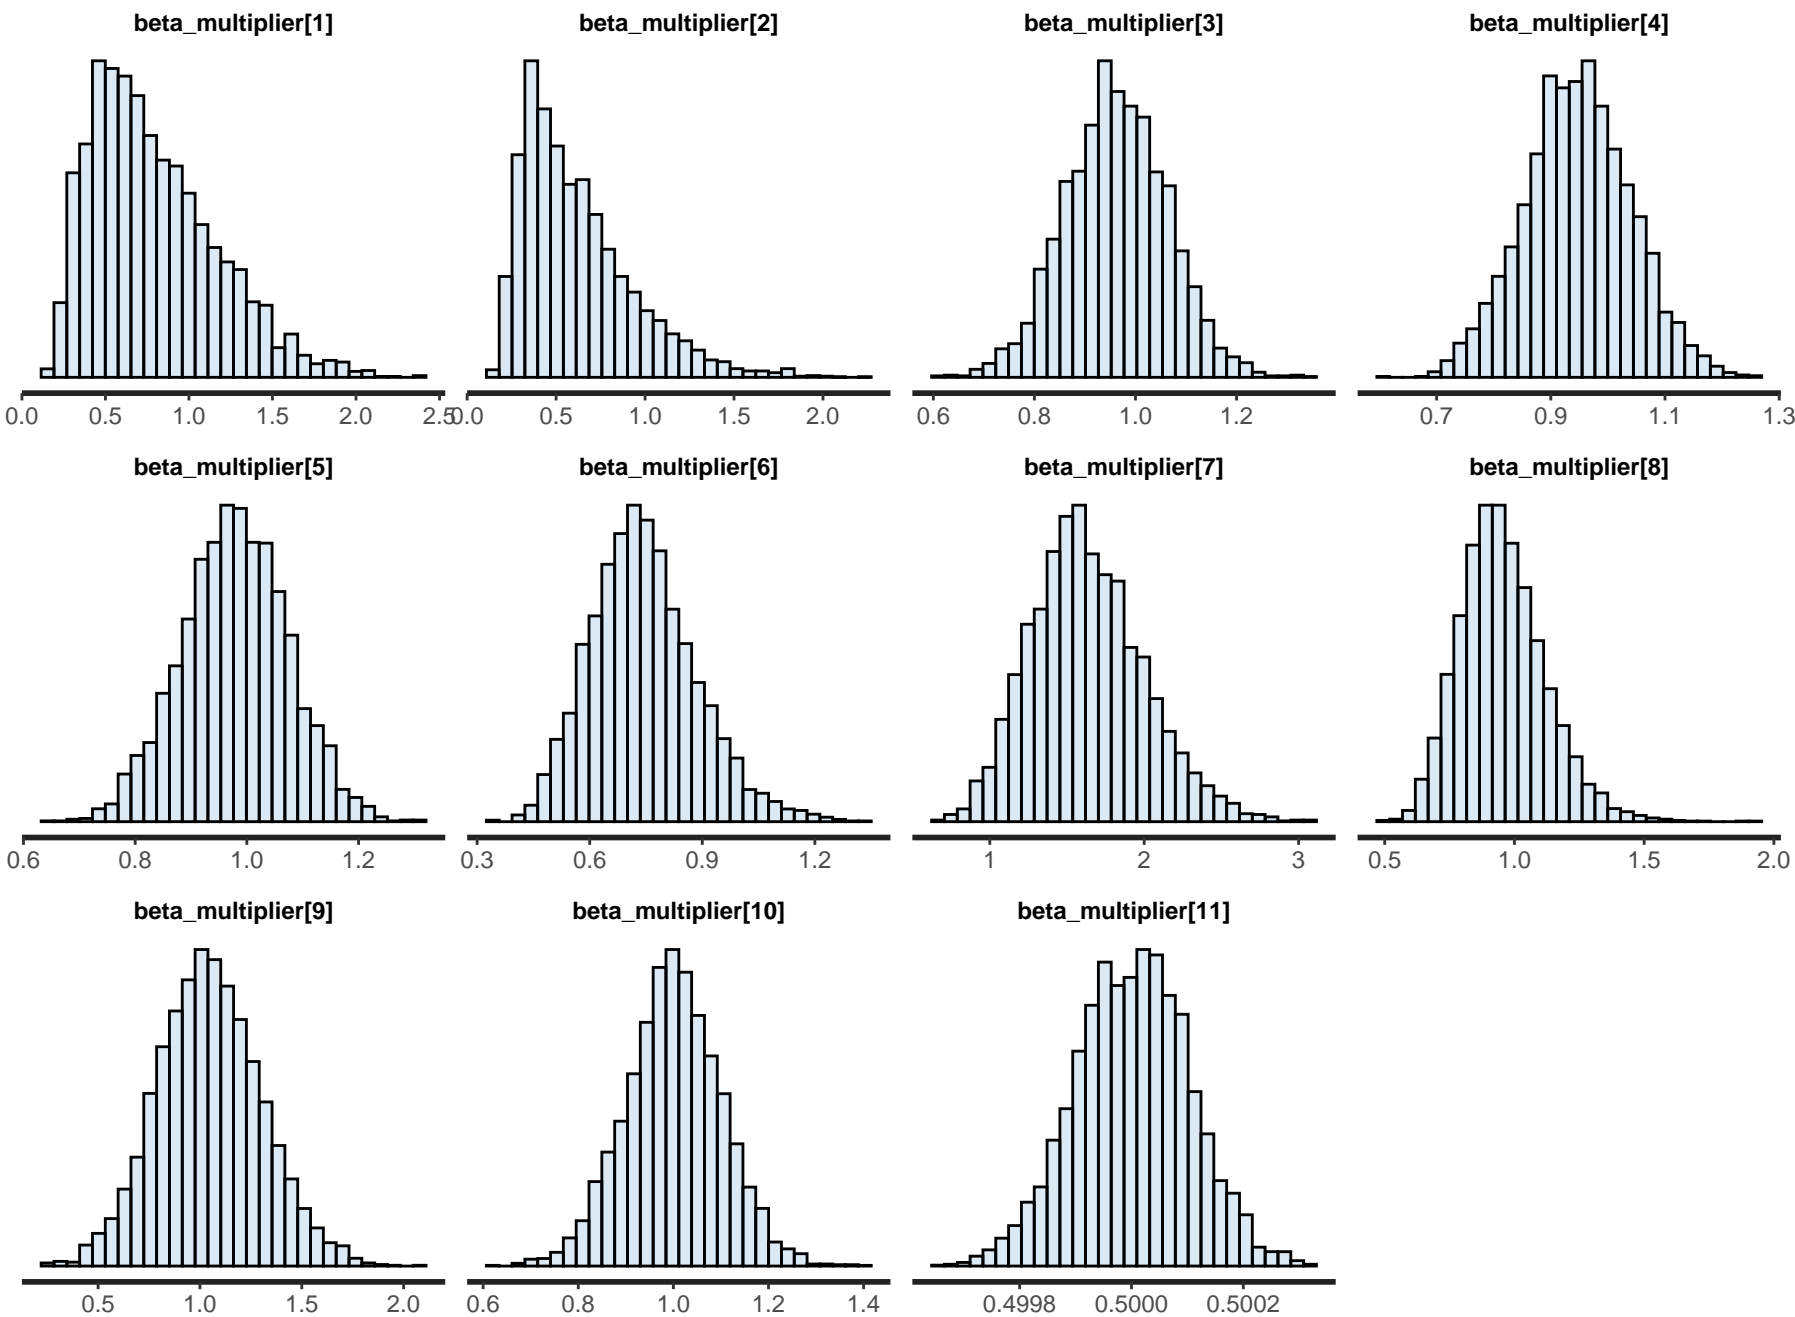 beta_multiplier[1] beta_multiplier[2] beta_multiplier[3] beta_multiplier[4]
0.0 0.5 1.0 1.5 2.0 2.5 0.0 0.5 1.0 1.5 2.0 0.6 0.8 1.0 1.2 0.7 0.9 1.1 1.3
beta_multiplier[5] beta_multiplier[6] beta_multiplier[7] beta_multiplier[8]
0.6 0.8 1.0 1.2 0.3 0.6 0.9 1.2 1 2 3 0.5 1.0 1.5 2.0
beta_multiplier[9] beta_multiplier[10] beta_multiplier[11]
0.5 1.0 1.5 2.0 0.6 0.8 1.0 1.2 1.4 0.4998 0.5000 0.5002